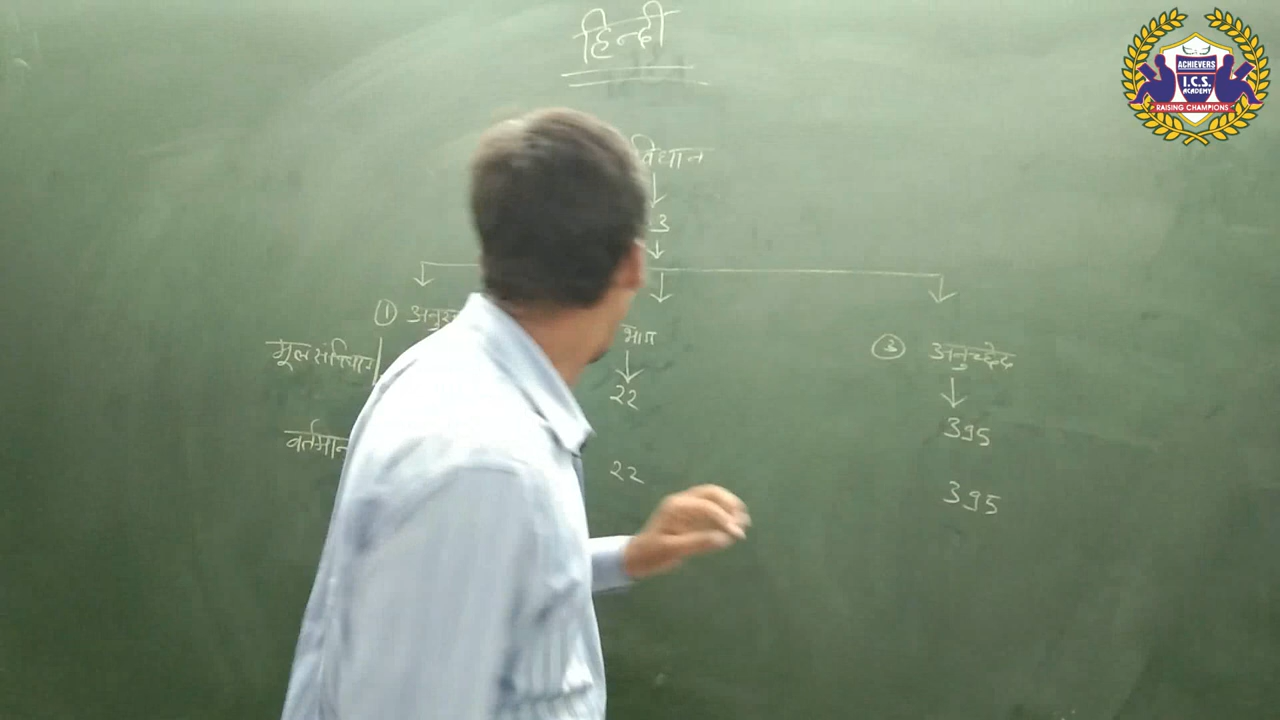 हिन्दी
विधान
3
① अनु
भाग
③ अनुच्छेद
मूल संविधान
22
395
वर्तमान
22
395
ACHIEVERS
I.C.S.
ACADEMY
RAISING CHAMPIONS